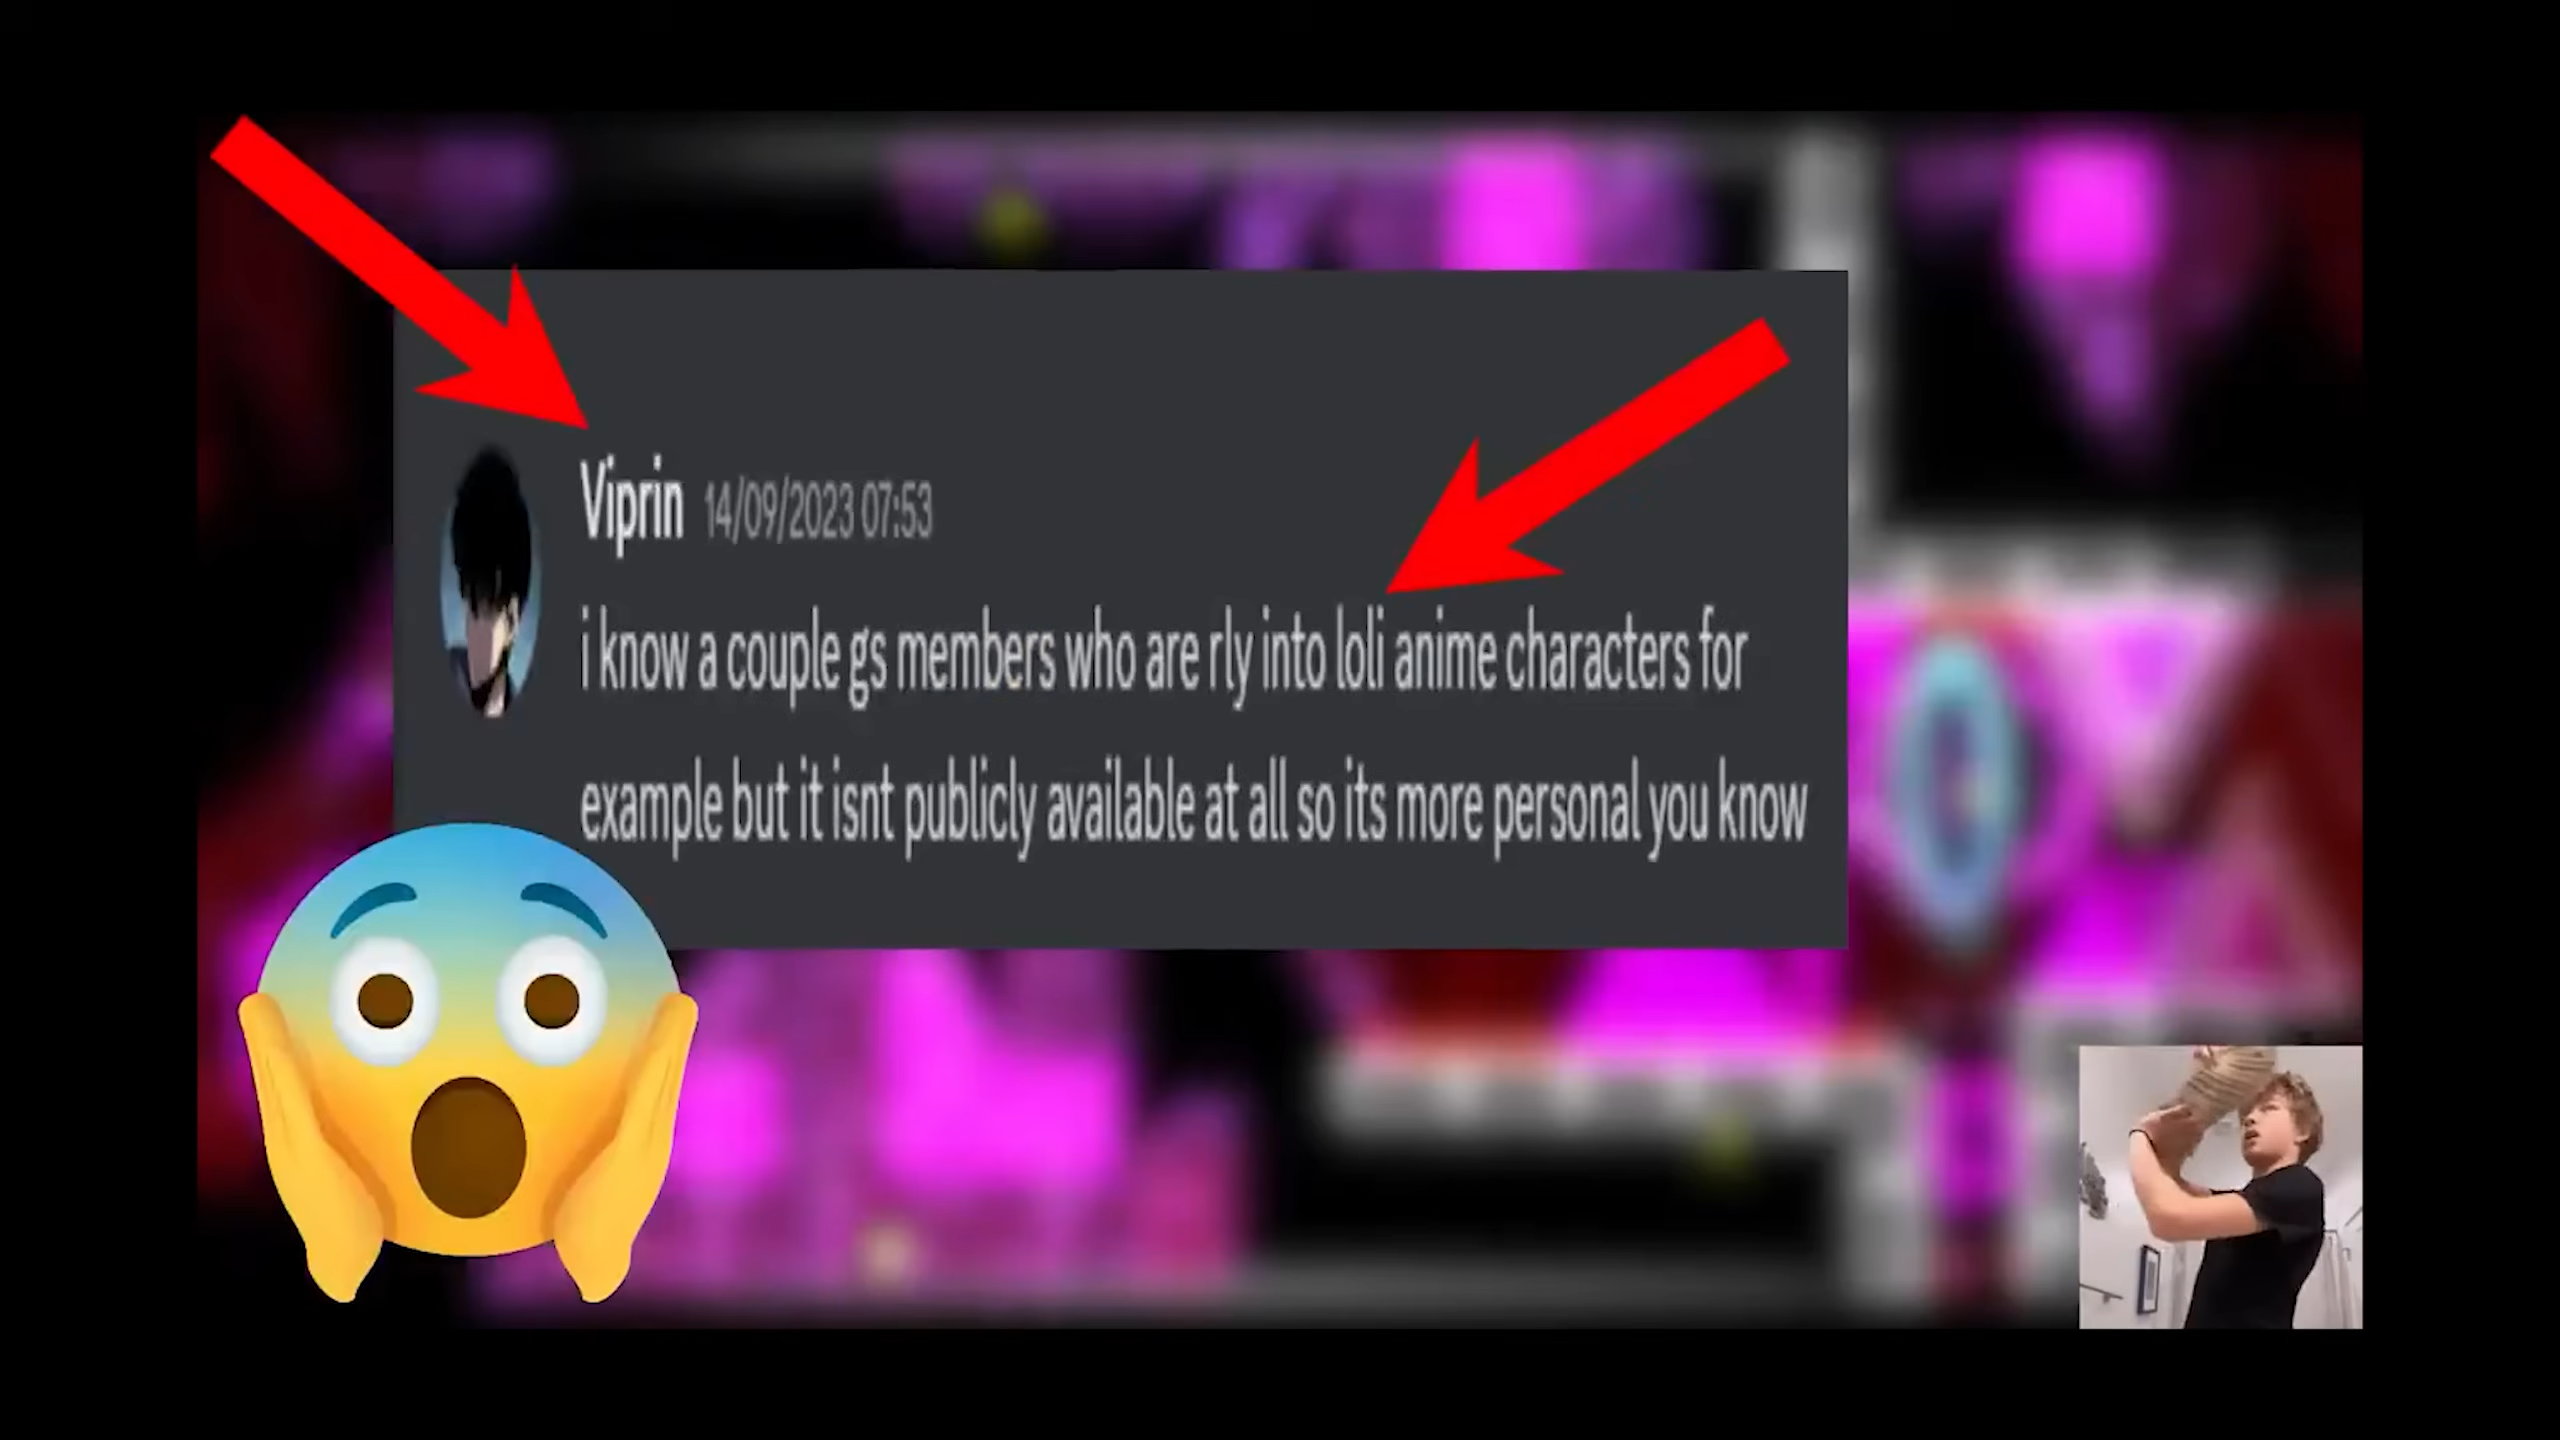 Viprin 14/09/2023 07:53
i know a couple gs members who are rly into loli anime characters for
example but it isnt publicly available at all so its more personal you know